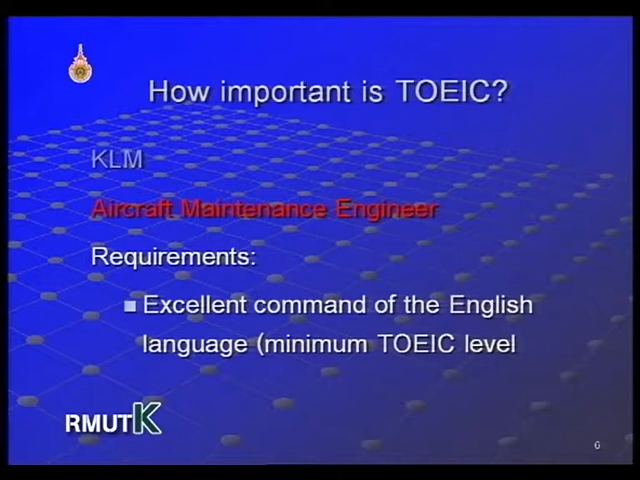 How important is TOEIC?
KLM
Aircraft Maintenance Engineer
Requirements:
Excellent command of the English
language (minimum TOEIC level
RMUTK
6